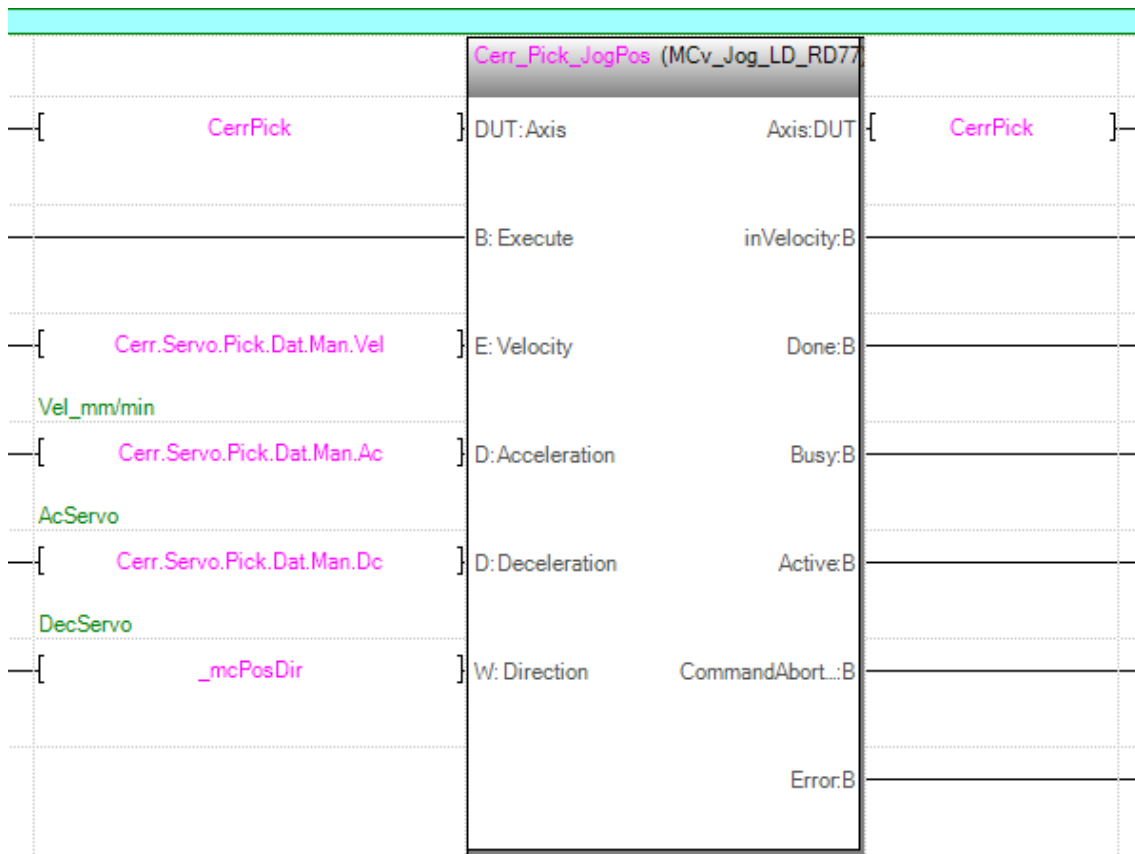 Cerr_Pick_JogPos (MCv_Jog_LD_RD77
CerrPick DUT:Axis Axis:DUT CerrPick
B: Execute inVelocity:B
Cerr.Servo.Pick.Dat.Man.Vel E: Velocity Done:B
Vel_mm/min
Cerr.Servo.Pick.Dat.Man.Ac D:Acceleration Busy:B
AcServo
Cerr.Servo.Pick.Dat.Man.Dc D:Deceleration Active:B
DecServo
_mcPosDir W: Direction CommandAbort...:B
Error:B